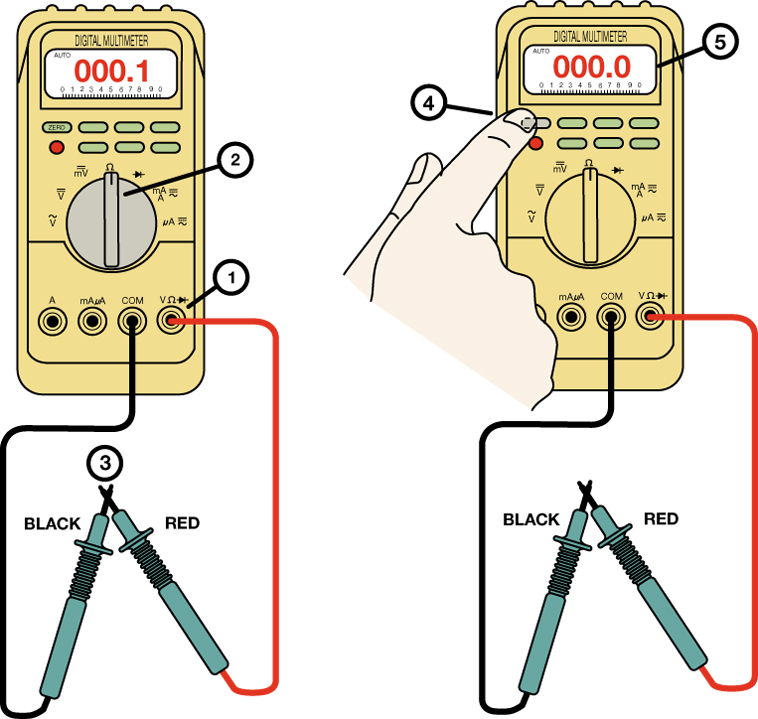 DIGITAL MULTIMETER
AUTO
000.1
0 1 2 3 4 5 6 7 8 9 0
ZERO
2
mV Ω
V mA A
V µA
1
A mAµA COM V Ω
3
BLACK RED
DIGITAL MULTIMETER
5
AUTO
000.0
0 1 2 3 4 5 6 7 8 9 0
4
mV Ω
V mA A
V µA
mAµA COM V Ω
BLACK RED